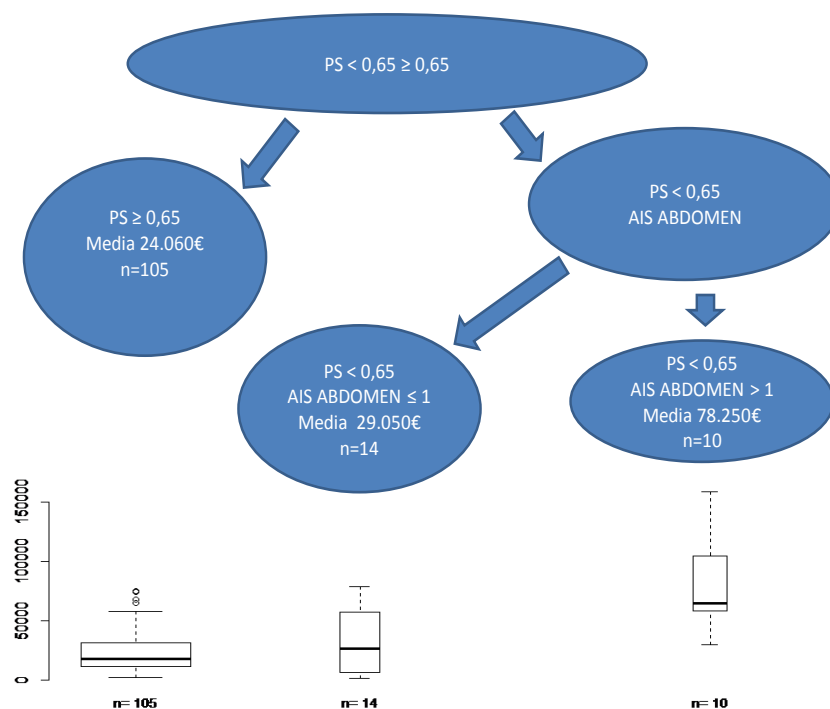 PS < 0,65 ≥ 0,65
PS ≥ 0,65
Media 24.060€
n=105
PS < 0,65
AIS ABDOMEN
PS < 0,65
AIS ABDOMEN ≤ 1
Media 29.050€
n=14
PS < 0,65
AIS ABDOMEN > 1
Media 78.250€
n=10
150000
100000
50000
0
n= 105
n= 14
n= 10